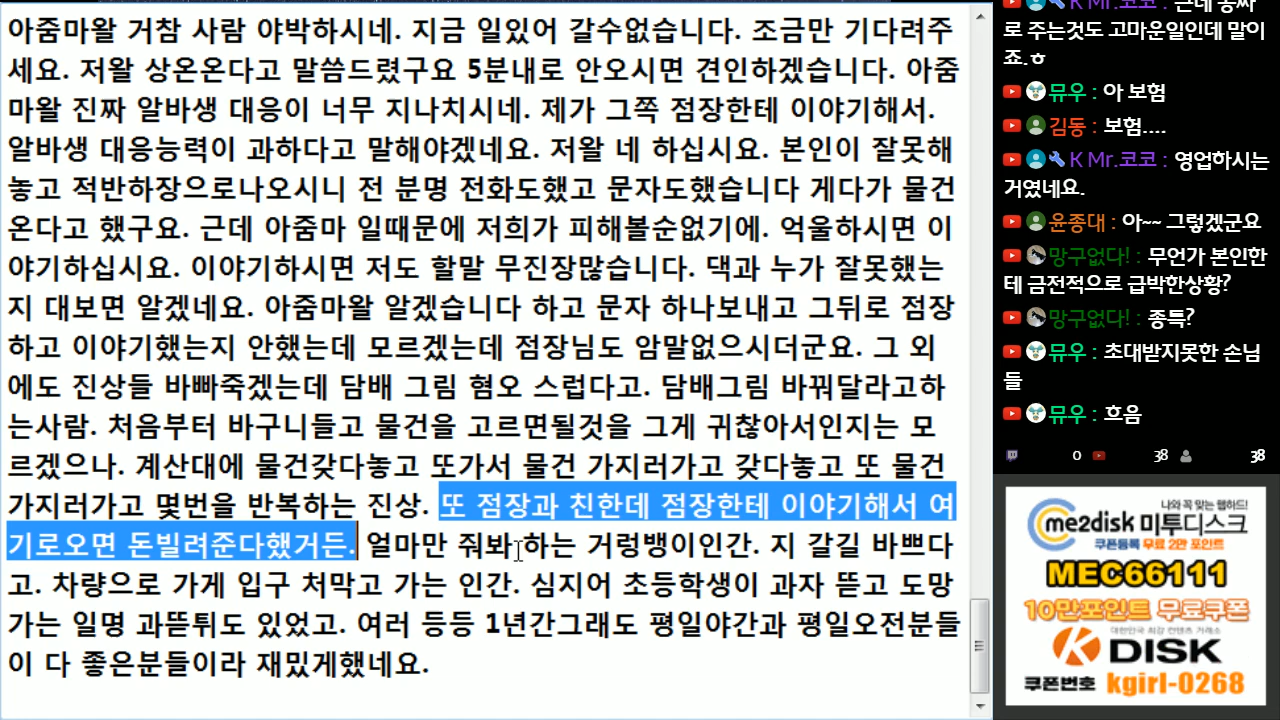 아줌마왈 거참 사람 야박하시네. 지금 일있어 갈수없습니다. 조금만 기다려주
세요. 저왈 상온온다고 말씀드렸구요 5분내로 안오시면 견인하겠습니다. 아줌
마왈 진짜 알바생 대응이 너무 지나치시네. 제가 그쪽 점장한테 이야기해서.
알바생 대응능력이 과하다고 말해야겠네요. 저왈 네 하십시요. 본인이 잘못해
놓고 적반하장으로나오시니 전 분명 전화도했고 문자도했습니다 게다가 물건
온다고 했구요. 근데 아줌마 일때문에 저희가 피해볼순없기에. 억울하시면 이
야기하십시요. 이야기하시면 저도 할말 무진장많습니다. 댁과 누가 잘못했는
지 대보면 알겠네요. 아줌마왈 알겠습니다 하고 문자 하나보내고 그뒤로 점장
하고 이야기했는지 안했는데 모르겠는데 점장님도 암말없으시더군요. 그 외
에도 진상들 바빠죽겠는데 담배 그림 혐오 스럽다고. 담배그림 바꿔달라고하
는사람. 처음부터 바구니들고 물건을 고르면될것을 그게 귀찮아서인지는 모
르겠으나. 계산대에 물건갖다놓고 또가서 물건 가지러가고 갖다놓고 또 물건
가지러가고 몇번을 반복하는 진상. 또 점장과 친한데 점장한테 이야기해서 여
기로오면 돈빌려준다했거든. 얼마만 줘봐 하는 거렁뱅이인간. 지 갈길 바쁘다
고. 차량으로 가게 입구 처막고 가는 인간. 심지어 초등학생이 과자 뜯고 도망
가는 일명 과뜯튀도 있었고. 여러 등등 1년간그래도 평일야간과 평일오전분들
이 다 좋은분들이라 재밌게했네요.
K Mr.코코 : 근데 공짜
로 주는것도 고마운일인데 말이
죠.ㅎ
뮤우 : 아 보험
김동 : 보험....
K Mr.코코 : 영업하시는
거였네요.
윤종대 : 아~~ 그렇겠군요
망구없다! : 무언가 본인한
테 금전적으로 급박한상황?
망구없다! : 종특?
뮤우 : 초대받지못한 손님
들
뮤우 : 흐음
0 38 38
나와 꼭 맞는 웹하드!
me2disk 미투디스크
쿠폰등록 무료 2만 포인트
MEC66111
10만포인트 무료쿠폰
대한민국 최강 컨텐츠 거래소
K DISK
쿠폰번호 kgirl-0268